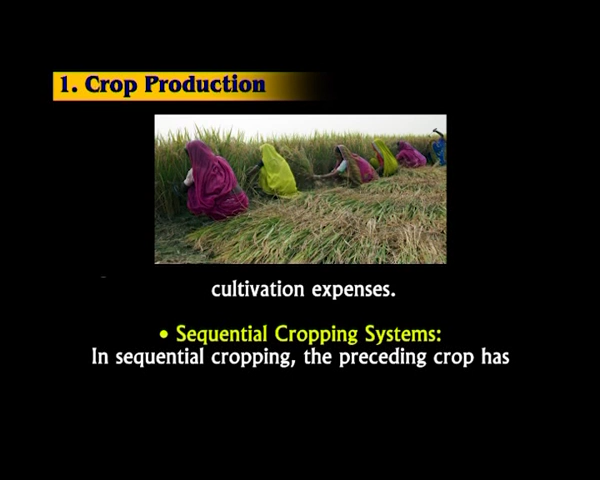 1. Crop Production
cultivation expenses.
• Sequential Cropping Systems:
In sequential cropping, the preceding crop has